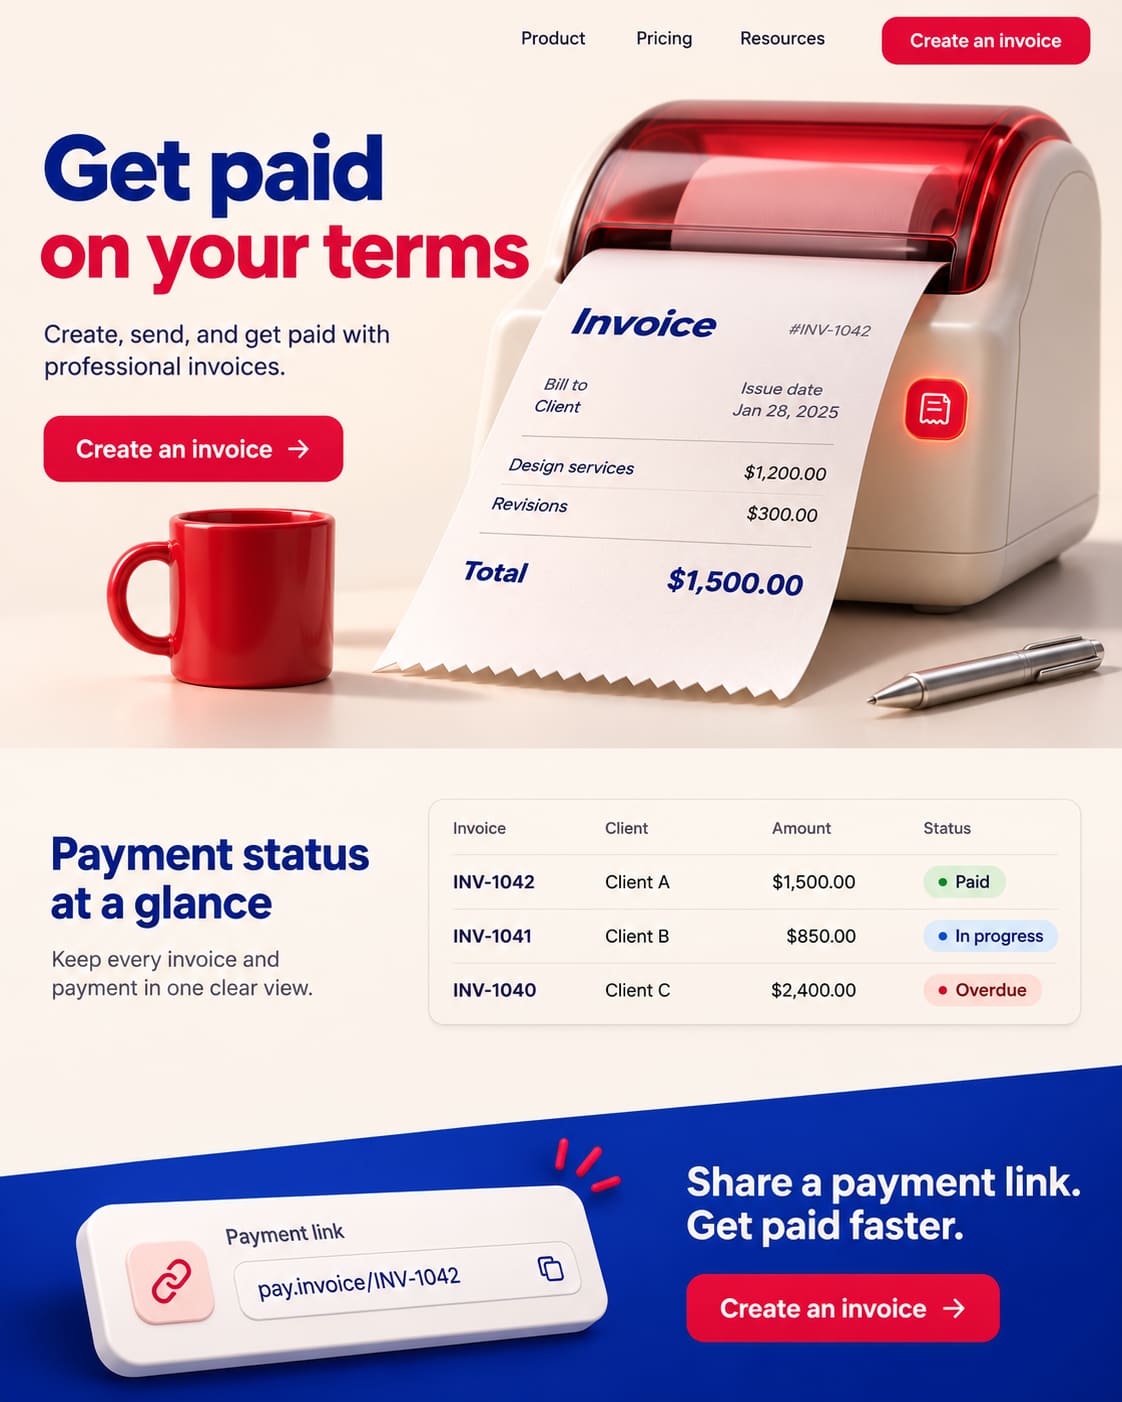 Product Pricing Resources Create an invoice
Get paid
on your terms
Create, send, and get paid with
professional invoices.
Create an invoice →
Invoice #INV-1042
Bill to Issue date
Client Jan 28, 2025
Design services $1,200.00
Revisions $300.00
Total $1,500.00
Payment status
at a glance
Keep every invoice and
payment in one clear view.
Invoice Client Amount Status
INV-1042 Client A $1,500.00 Paid
INV-1041 Client B $850.00 In progress
INV-1040 Client C $2,400.00 Overdue
Payment link
pay.invoice/INV-1042
Share a payment link.
Get paid faster.
Create an invoice →